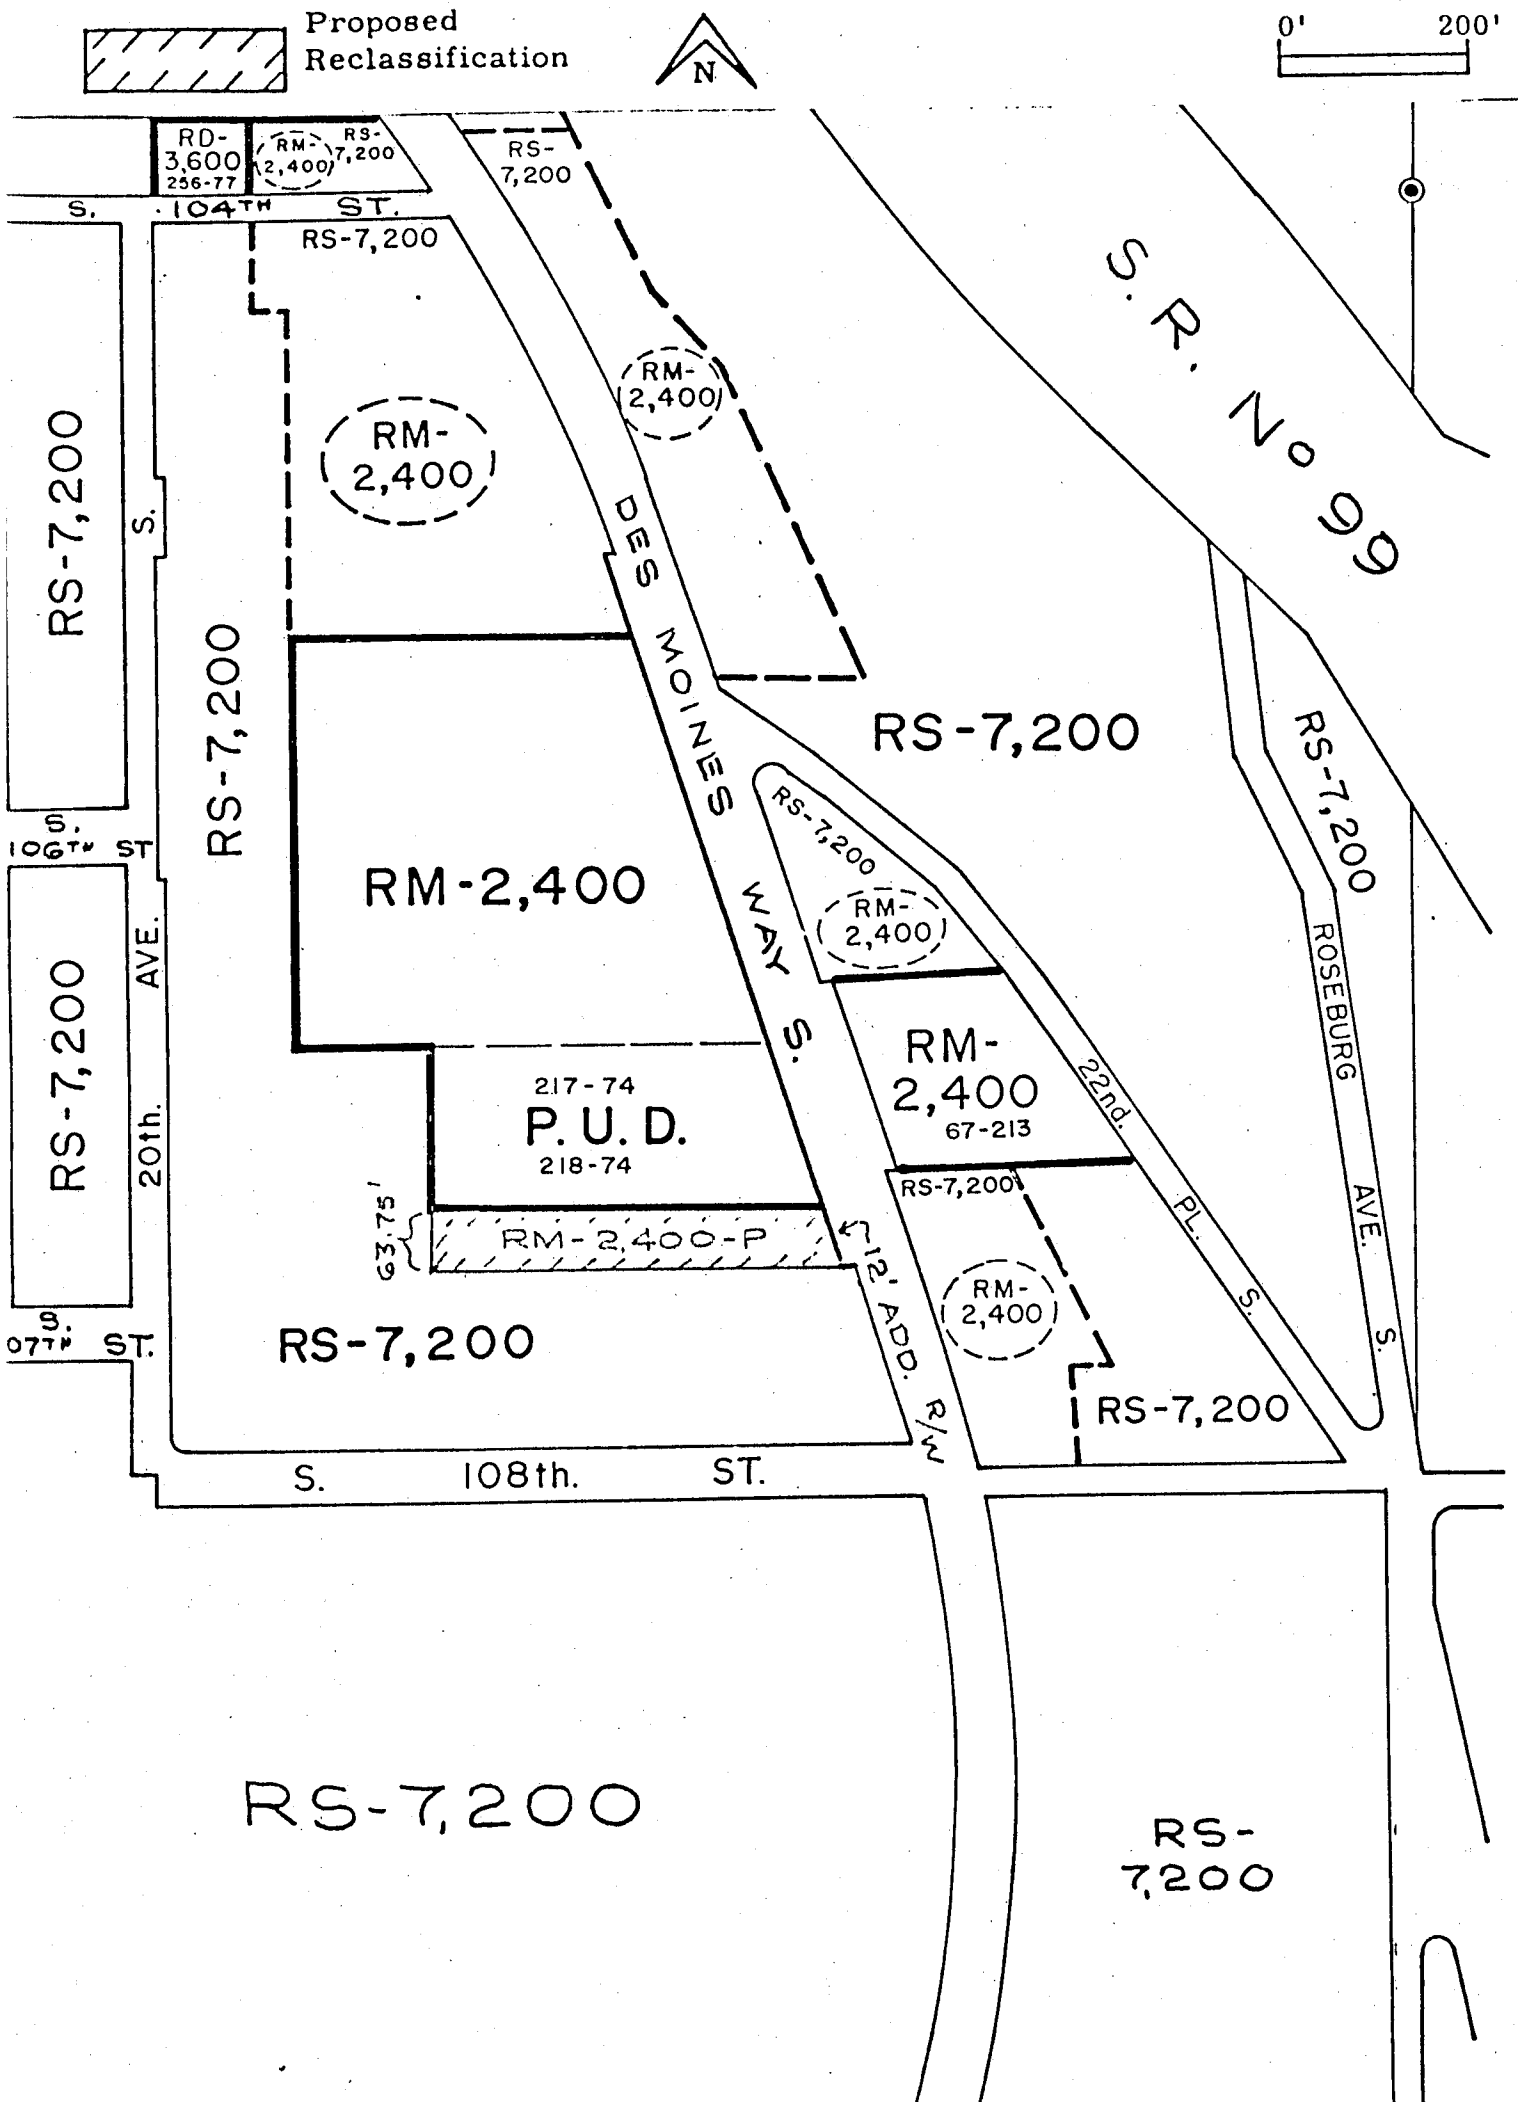 Proposed
Reclassification
N
0' 200'
RD-
3,600
256-77
RM-
2,400
RS-
7,200
RS-
7,200
S. 104TH ST.
RS-7,200
S. R. No 99
RM-
2,400
RM-
2,400
RS-7,200
S.
RS-7,200
DES MOINES WAY S.
RS-7,200
RS-7,200
RS-7,200
S.
106TH ST
RM-2,400
RM-
2,400
AVE.
20th.
RS-7,200
ROSEBURG AVE. S.
RM-
2,400
67-213
22nd. PL. S.
217-74
P.U.D.
218-74
RS-7,200
63.75'
RM-2,400-P
12' ADD. R/W
RM-
2,400
S.
07TH ST.
RS-7,200
RS-7,200
S. 108th. ST.
RS-7,200
RS-
7,200